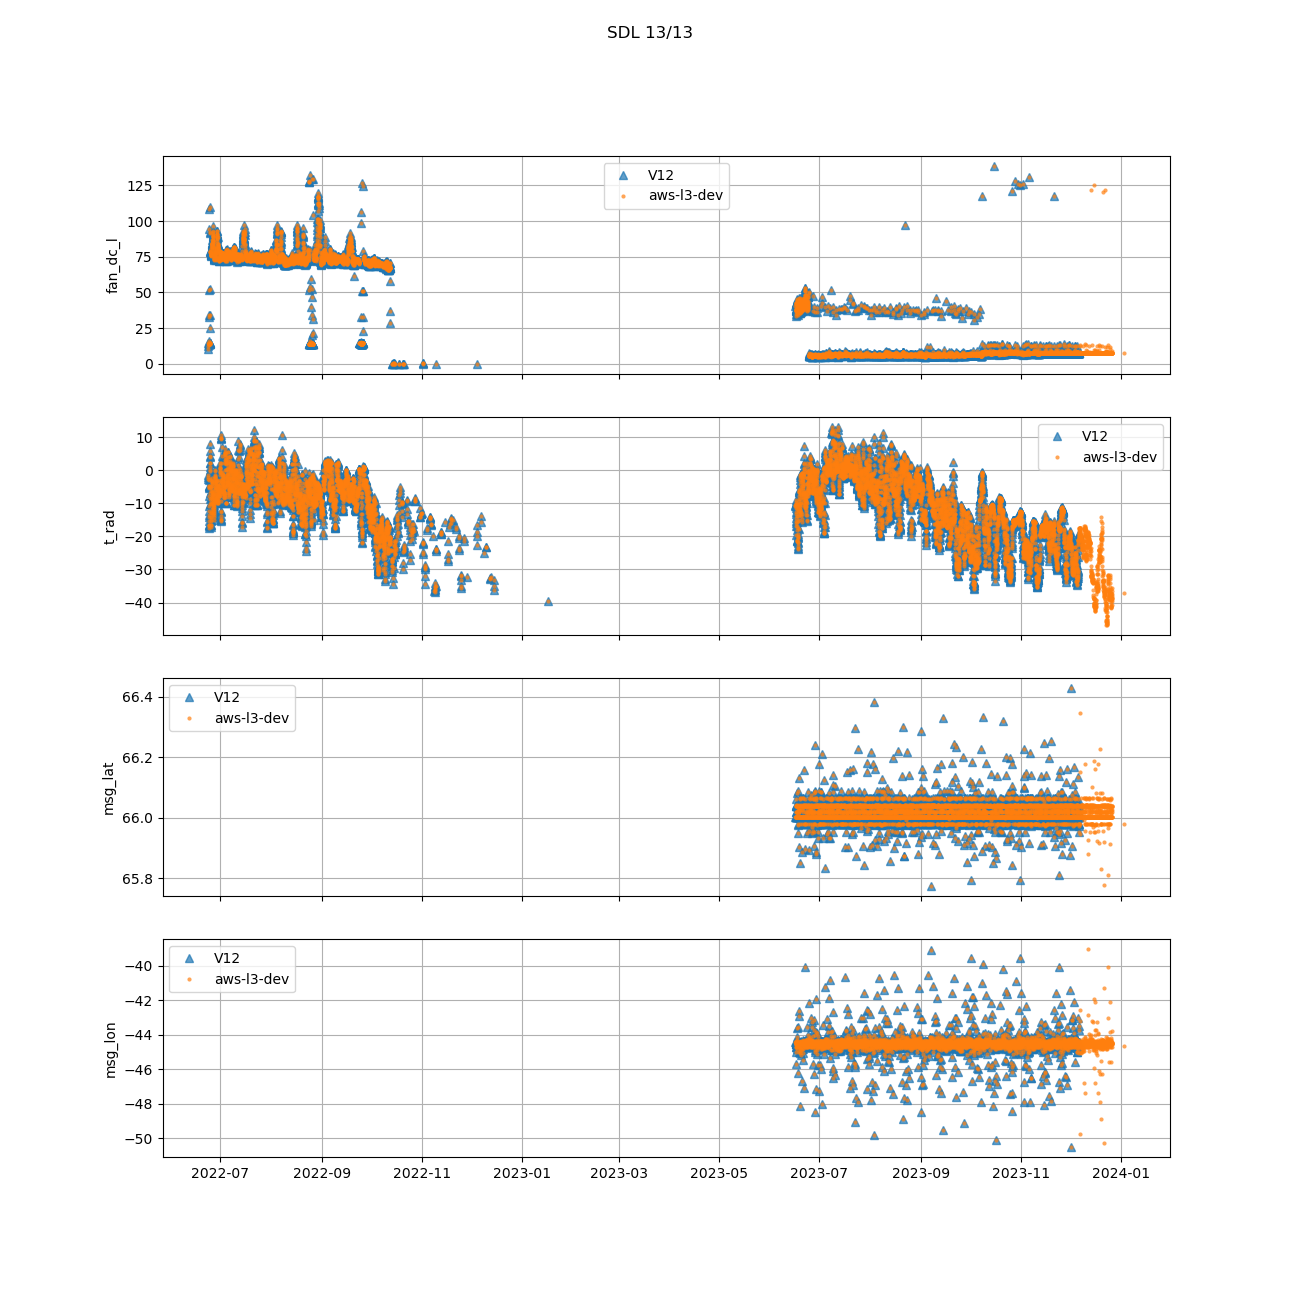 SDL 13/13
fan_dc_l
125
100
75
50
25
0
V12
aws-l3-dev
t_rad
10
0
−10
−20
−30
−40
V12
aws-l3-dev
msg_lat
66.4
66.2
66.0
65.8
V12
aws-l3-dev
msg_lon
−40
−42
−44
−46
−48
−50
V12
aws-l3-dev
2022-07 2022-09 2022-11 2023-01 2023-03 2023-05 2023-07 2023-09 2023-11 2024-01